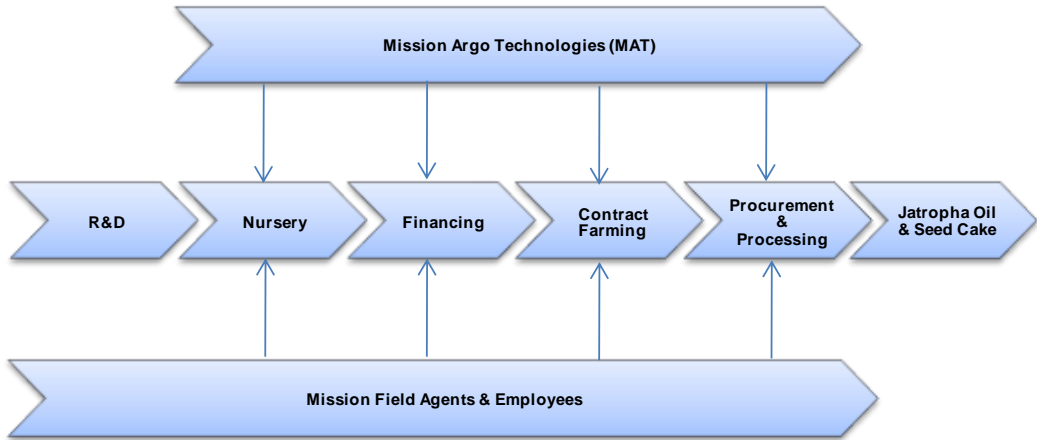 Mission Argo Technologies (MAT)
R&D
Nursery
Financing
Contract
Farming
Procurement
&
Processing
Jatropha Oil
& Seed Cake
Mission Field Agents & Employees